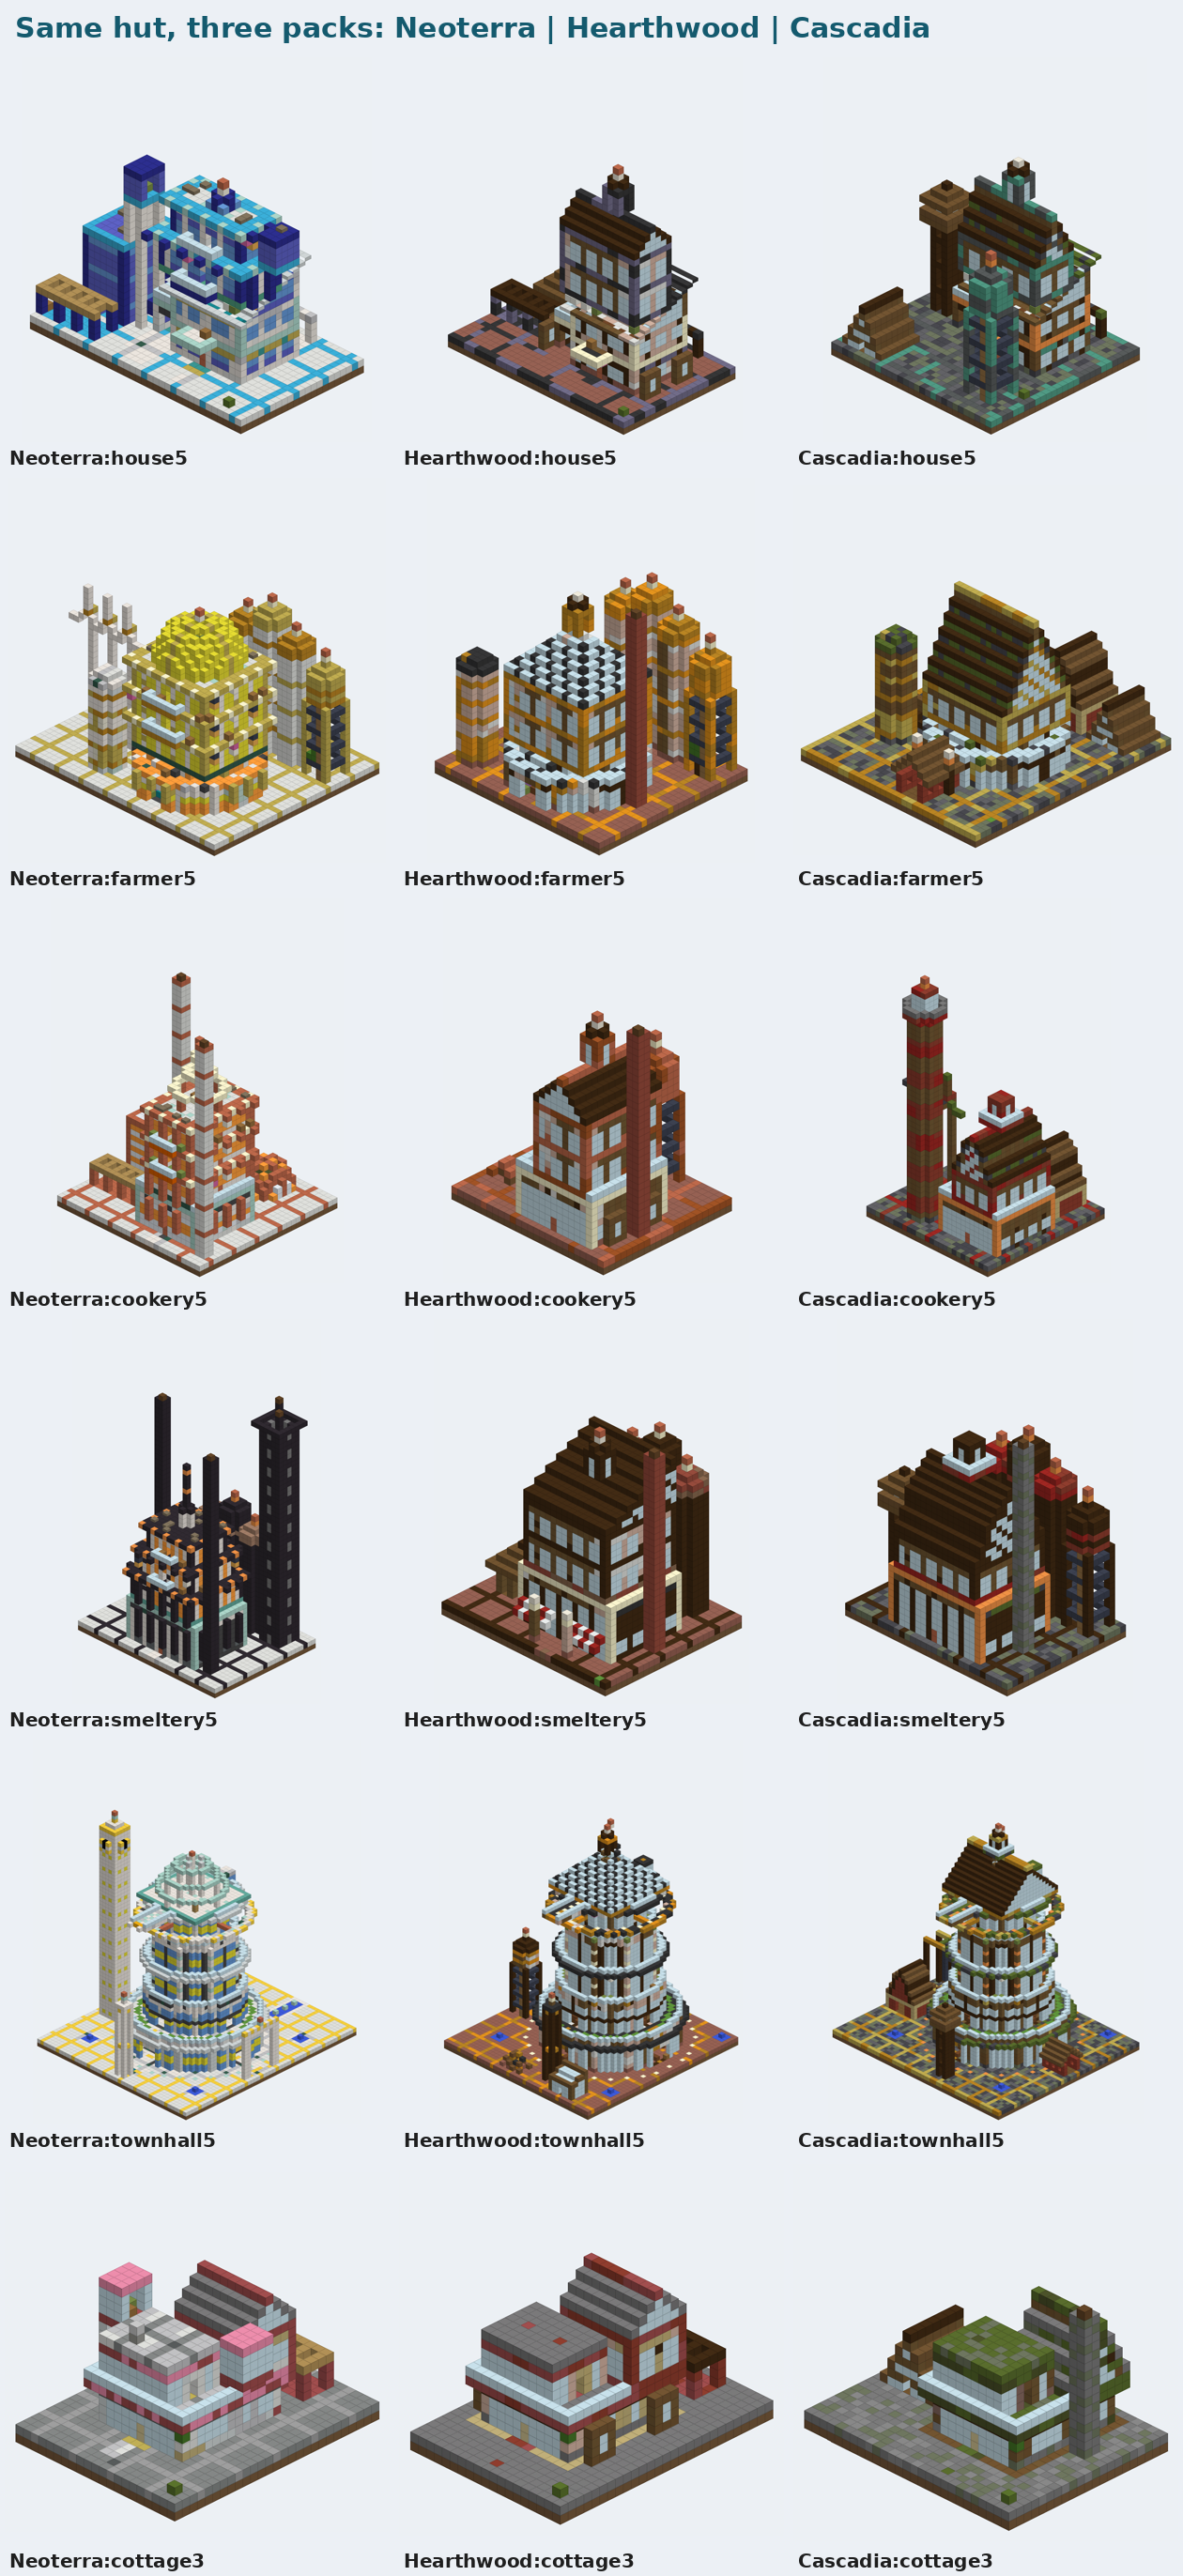 Same hut, three packs: Neoterra | Hearthwood | Cascadia
Neoterra:house5
Hearthwood:house5
Cascadia:house5
Neoterra:farmer5
Hearthwood:farmer5
Cascadia:farmer5
Neoterra:cookery5
Hearthwood:cookery5
Cascadia:cookery5
Neoterra:smeltery5
Hearthwood:smeltery5
Cascadia:smeltery5
Neoterra:townhall5
Hearthwood:townhall5
Cascadia:townhall5
Neoterra:cottage3
Hearthwood:cottage3
Cascadia:cottage3